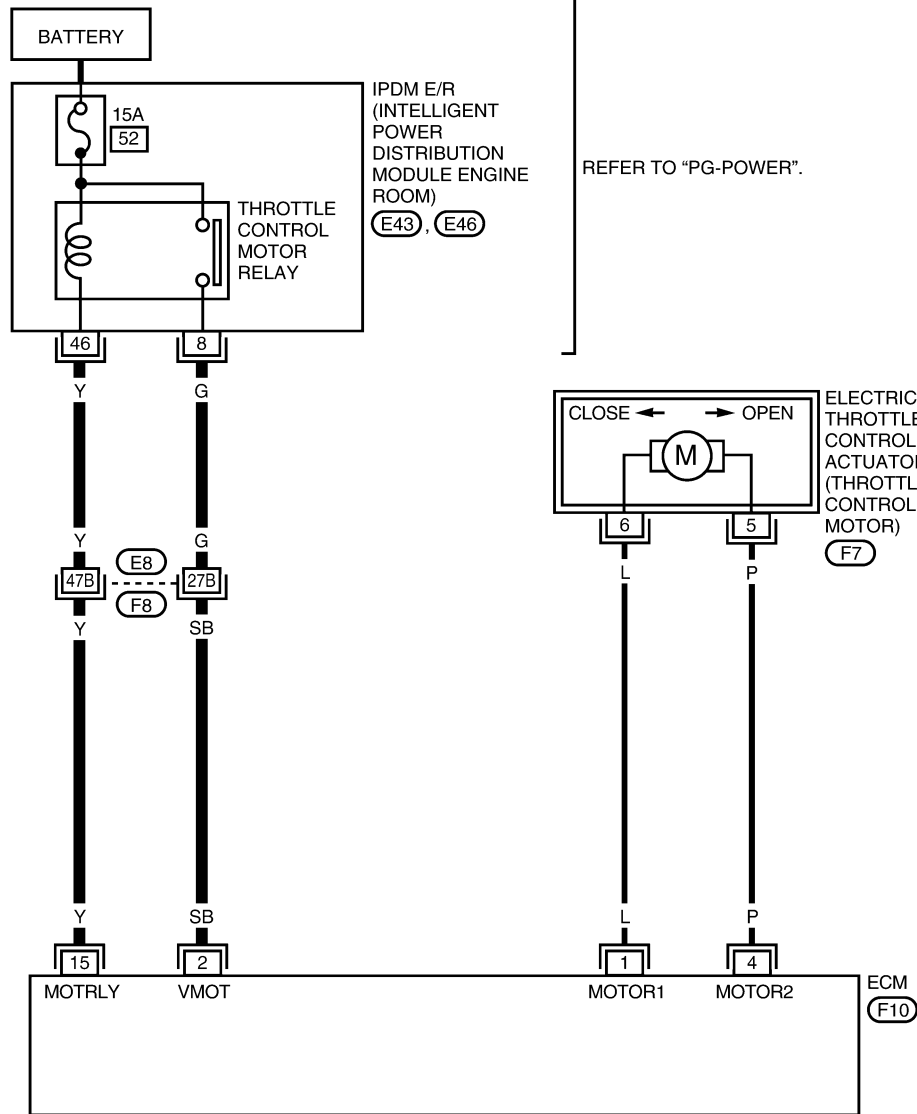 BATTERY
15A
52
IPDM E/R
(INTELLIGENT
POWER
DISTRIBUTION
MODULE ENGINE
ROOM)
E43 , E46
REFER TO “PG-POWER”.
THROTTLE
CONTROL
MOTOR
RELAY
46 8
Y G
CLOSE OPEN
M
ELECTRIC
THROTTLE
CONTROL
ACTUATOR
(THROTTL
CONTROL
MOTOR)
F7
6 5
L P
Y G
47B E8 27B
F8
Y SB
Y SB L P
15 2 1 4
MOTRLY VMOT MOTOR1 MOTOR2
ECM
F10